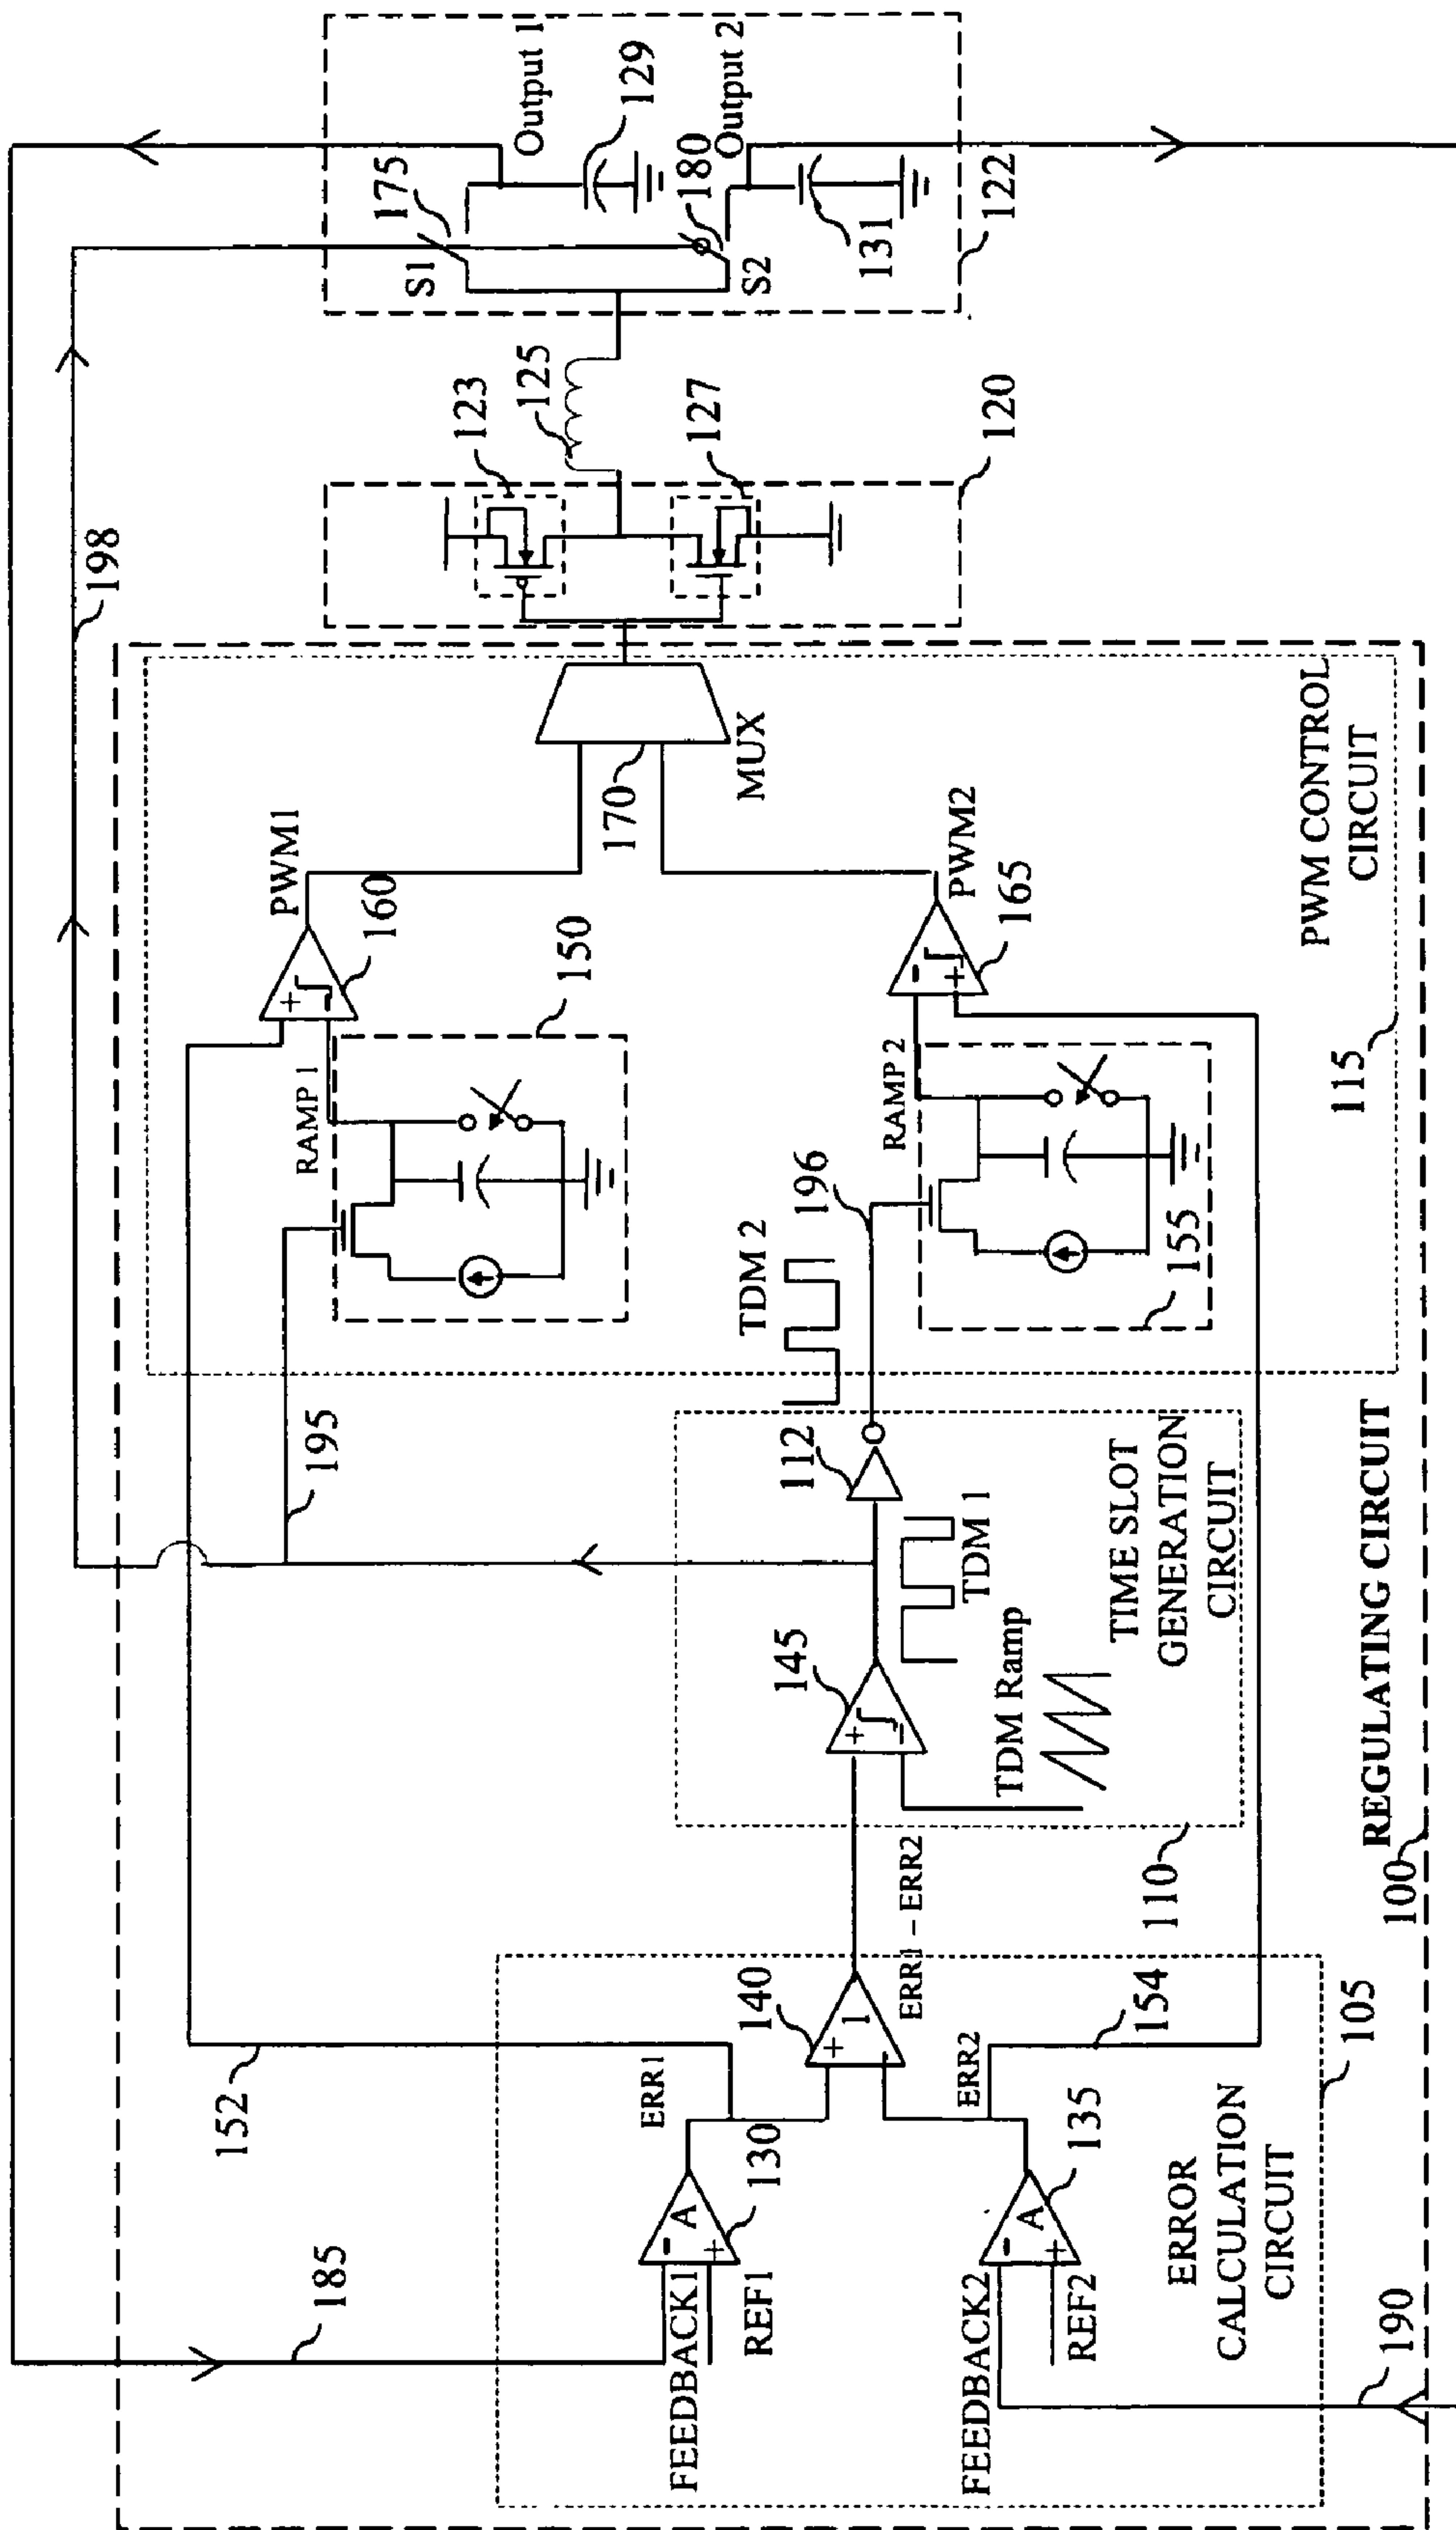 198
195
152
185
FEEDBACK1
REF1
130
ERR1
A
-
+
FEEDBACK2
REF2
135
ERR2
A
-
+
190
154
ERROR
CALCULATION
CIRCUIT
105
140
+
1
ERR1 – ERR2
110
145
+
TDM Ramp
TDM 1
112
TIME SLOT
GENERATION
CIRCUIT
TDM 2
196
RAMP 1
150
+
-
160
PWM1
RAMP 2
155
-
+
165
PWM2
170
MUX
115
PWM CONTROL
CIRCUIT
REGULATING CIRCUIT
100
123
125
127
120
175
S1
S2
180
Output 1
129
Output 2
131
122